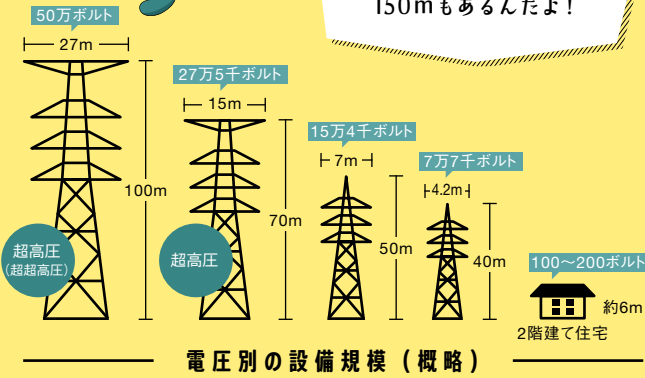 150mもあるんだよ！
50万ボルト
27m
100m
超高圧
（超超高圧）
27万5千ボルト
15m
70m
超高圧
15万4千ボルト
7m
50m
7万7千ボルト
4.2m
40m
100〜200ボルト
約6m
2階建て住宅
電圧別の設備規模（概略）